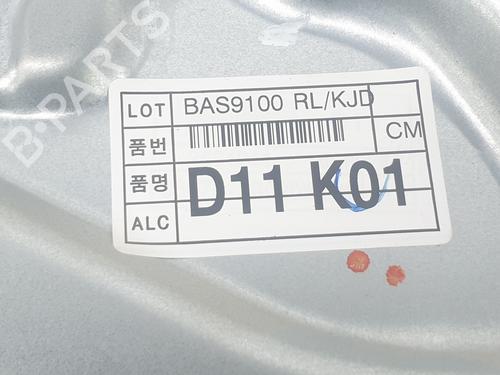 B-PARTS
LOT BAS9100 RL/KJD
품번 CM
품명 D11 K01
ALC